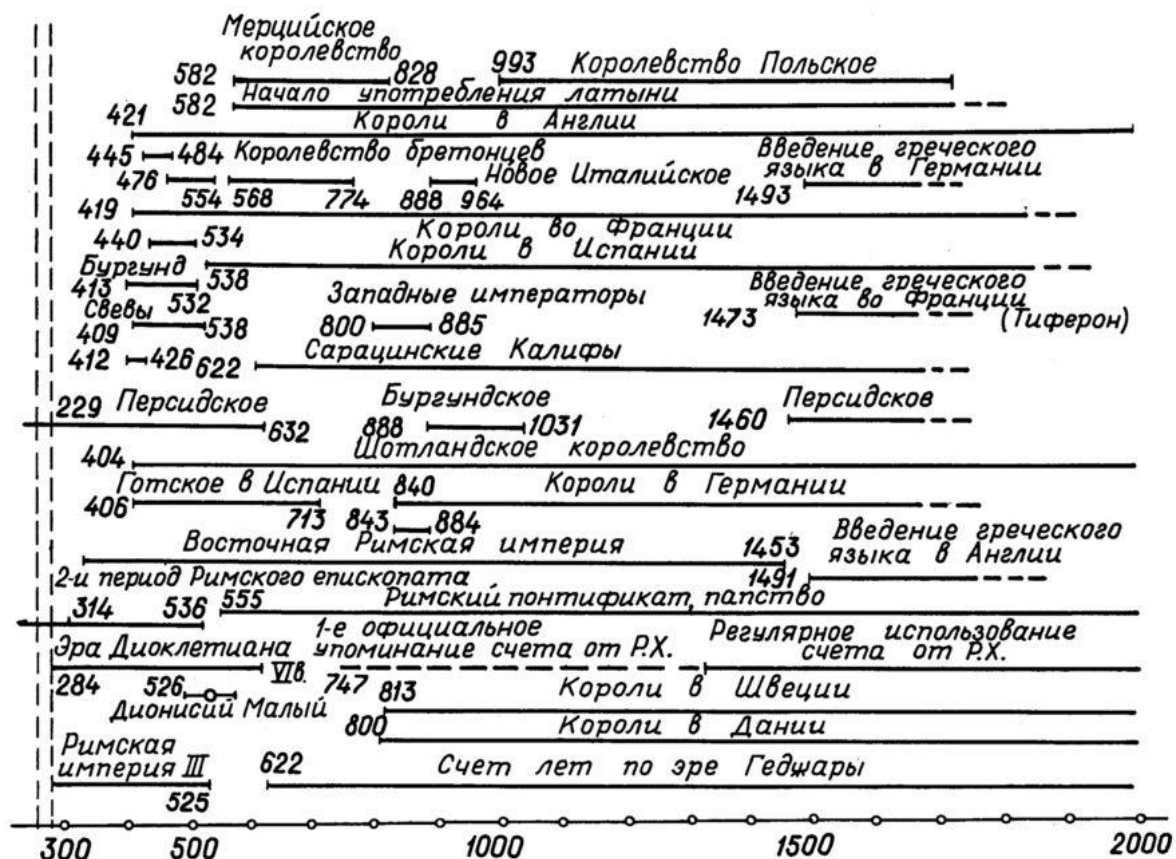 Мерцийское
королевство
582 828 993 Королевство Польское
582 Начало употребления латыни
421 Короли в Англии
445 484 Королевство бретонцев
Введение греческого
языка в Германии
476 554 568 774 888 964 Новое Италийское 1493
419 Короли во Франции
440 534 Короли в Испании
Бургунд
413 532 538
Западные императоры
Введение греческого
языка во Франции
(Тиферон)
Свевы
409 538 800 885 1473
412 426 622 Сарацинские Калифы
229 Персидское 632
Бургундское
888 1031
1460 Персидсков
404 Шотландское королевство
Готское в Испании 840 Короли в Германии
406 713 843 884
Восточная Римская империя 1453
Введение греческого
языка в Англии
1491
2-й период Римского епископата
314 536 555 Римский понтификат, папство
Эра Диоклетиана VIв.
284
1-е официальное
упоминание счета от Р.Х.
747
Регулярное использование
счета от Р.Х.
526
Дионисий Малый
813 Короли в Швеции
800 Короли в Дании
Римская
империя III
525
622 Счет лет по эре Геджары
300 500 1000 1500 2000